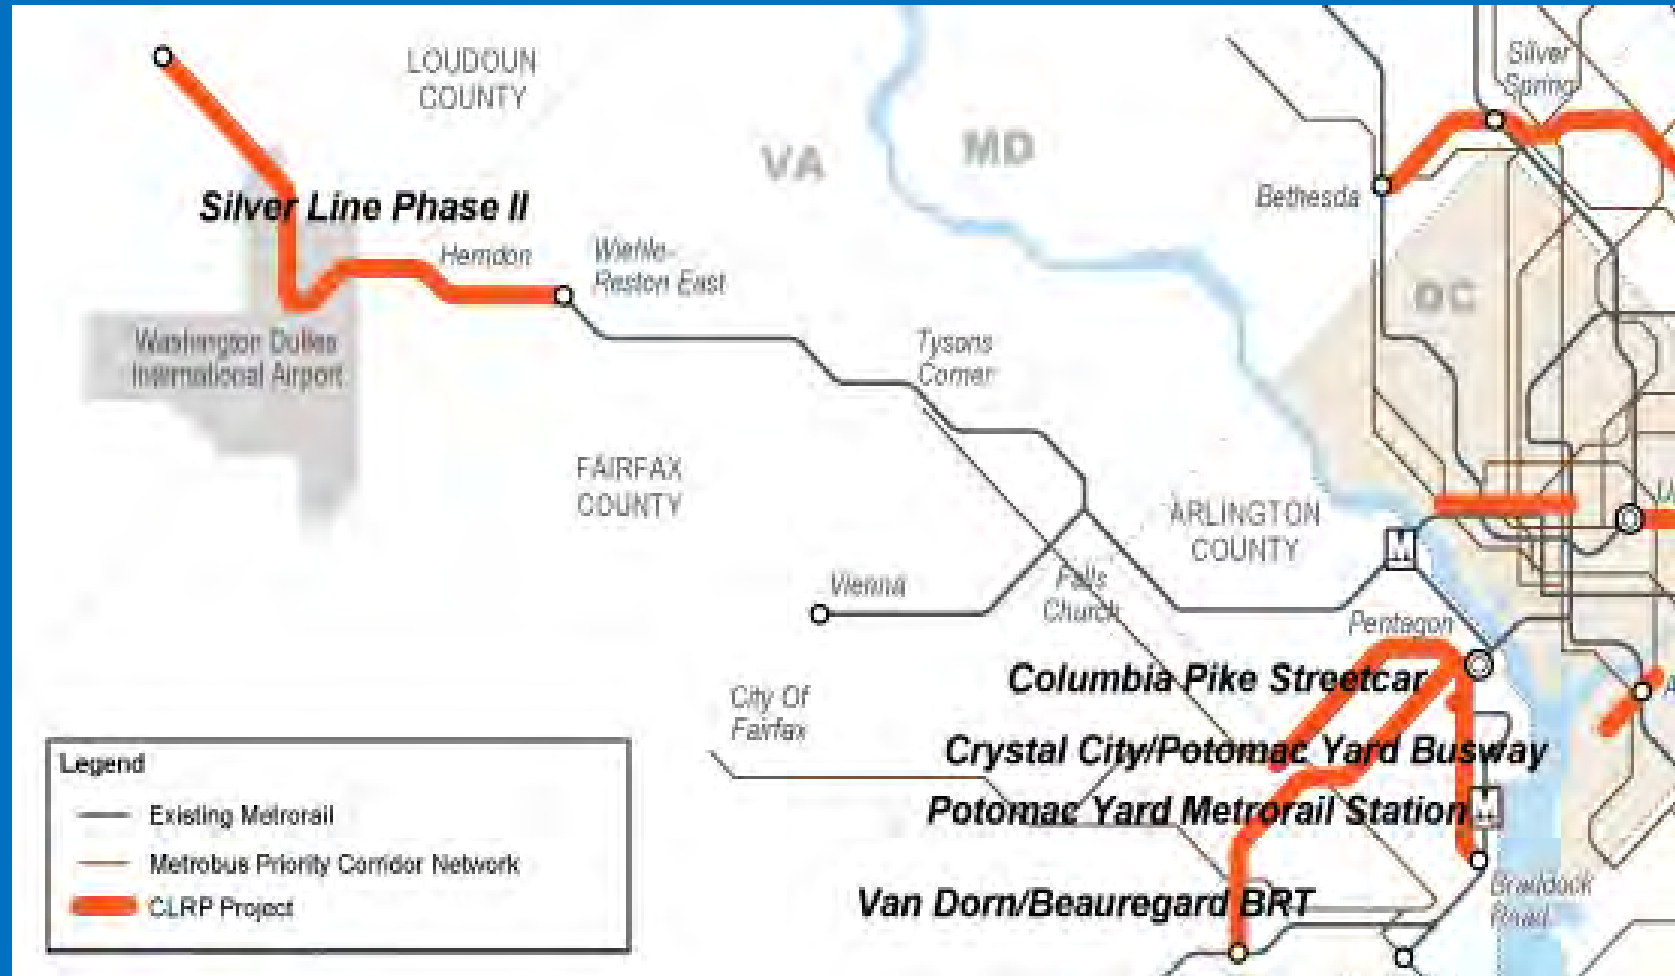 LOUDOUN
COUNTY
Silver
Spring
VA
MD
Bethesda
Silver Line Phase II
Herndon
Wiehle-
Reston East
DC
Washington Dulles
International Airport
Tysons
Corner
FAIRFAX
COUNTY
ARLINGTON
COUNTY
Vienna
Falls
Church
Pentagon
Columbia Pike Streetcar
City Of
Fairfax
Crystal City/Potomac Yard Busway
Potomac Yard Metrorail Station
Van Dorn/Beauregard BRT
Braddock
Road
Legend
Existing Metrorail
Metrobus Priority Corridor Network
CLRP Project